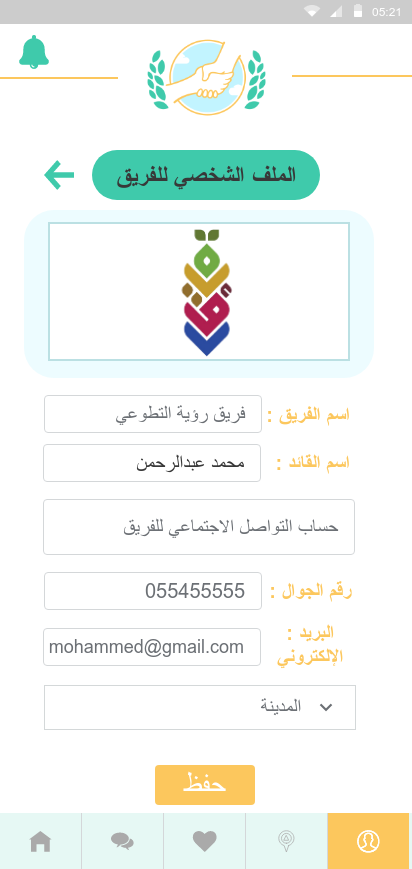 05:21
الملف الشخصي للفريق
اسم الفريق :
فريق رؤية التطوعي
اسم القائد :
محمد عبدالرحمن
حساب التواصل الاجتماعي للفريق
رقم الجوال :
055455555
البريد :
الإلكتروني
mohammed@gmail.com
المدينة
حفظ